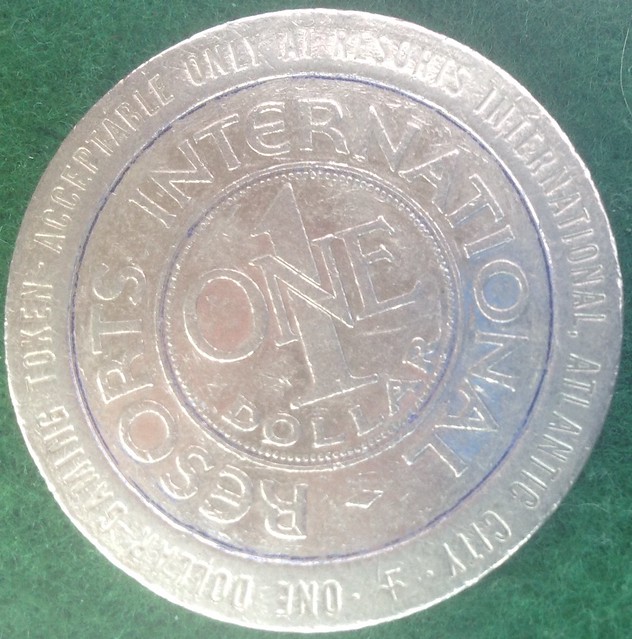 ONE DOLLAR GAMING TOKEN - ACCEPTABLE ONLY AT RESORTS INTERNATIONAL, ATLANTIC CITY.
RESORTS INTERNATIONAL
1
ONE
DOLLAR